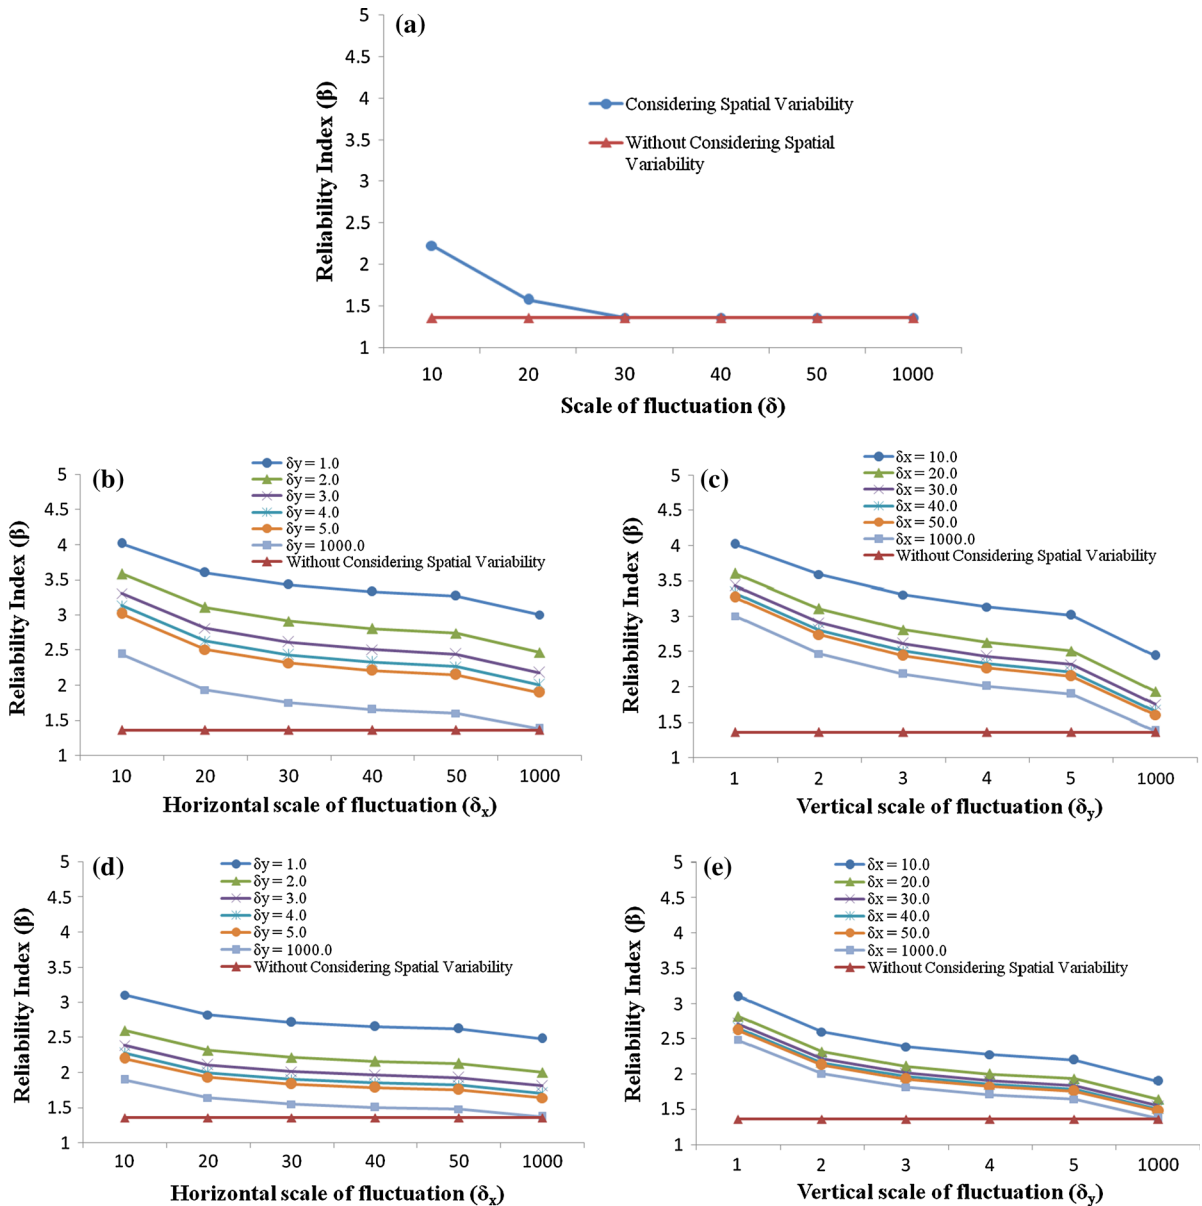 (a)
Reliability Index (β)
5
4.5
4
3.5
3
2.5
2
1.5
1
Considering Spatial Variability
Without Considering Spatial
Variability
10 20 30 40 50 1000
Scale of fluctuation (δ)
(b)
Reliability Index (β)
5
4.5
4
3.5
3
2.5
2
1.5
1
δy = 1.0
δy = 2.0
δy = 3.0
δy = 4.0
δy = 5.0
δy = 1000.0
Without Considering Spatial Variability
10 20 30 40 50 1000
Horizontal scale of fluctuation (δx)
(c)
Reliability Index (β)
5
4.5
4
3.5
3
2.5
2
1.5
1
δx = 10.0
δx = 20.0
δx = 30.0
δx = 40.0
δx = 50.0
δx = 1000.0
Without Considering Spatial Variability
1 2 3 4 5 1000
Vertical scale of fluctuation (δy)
(d)
Reliability Index (β)
5
4.5
4
3.5
3
2.5
2
1.5
1
δy = 1.0
δy = 2.0
δy = 3.0
δy = 4.0
δy = 5.0
δy = 1000.0
Without Considering Spatial Variability
10 20 30 40 50 1000
Horizontal scale of fluctuation (δx)
(e)
Reliability Index (β)
5
4.5
4
3.5
3
2.5
2
1.5
1
δx = 10.0
δx = 20.0
δx = 30.0
δx = 40.0
δx = 50.0
δx = 1000.0
Without Considering Spatial Variability
1 2 3 4 5 1000
Vertical scale of fluctuation (δy)